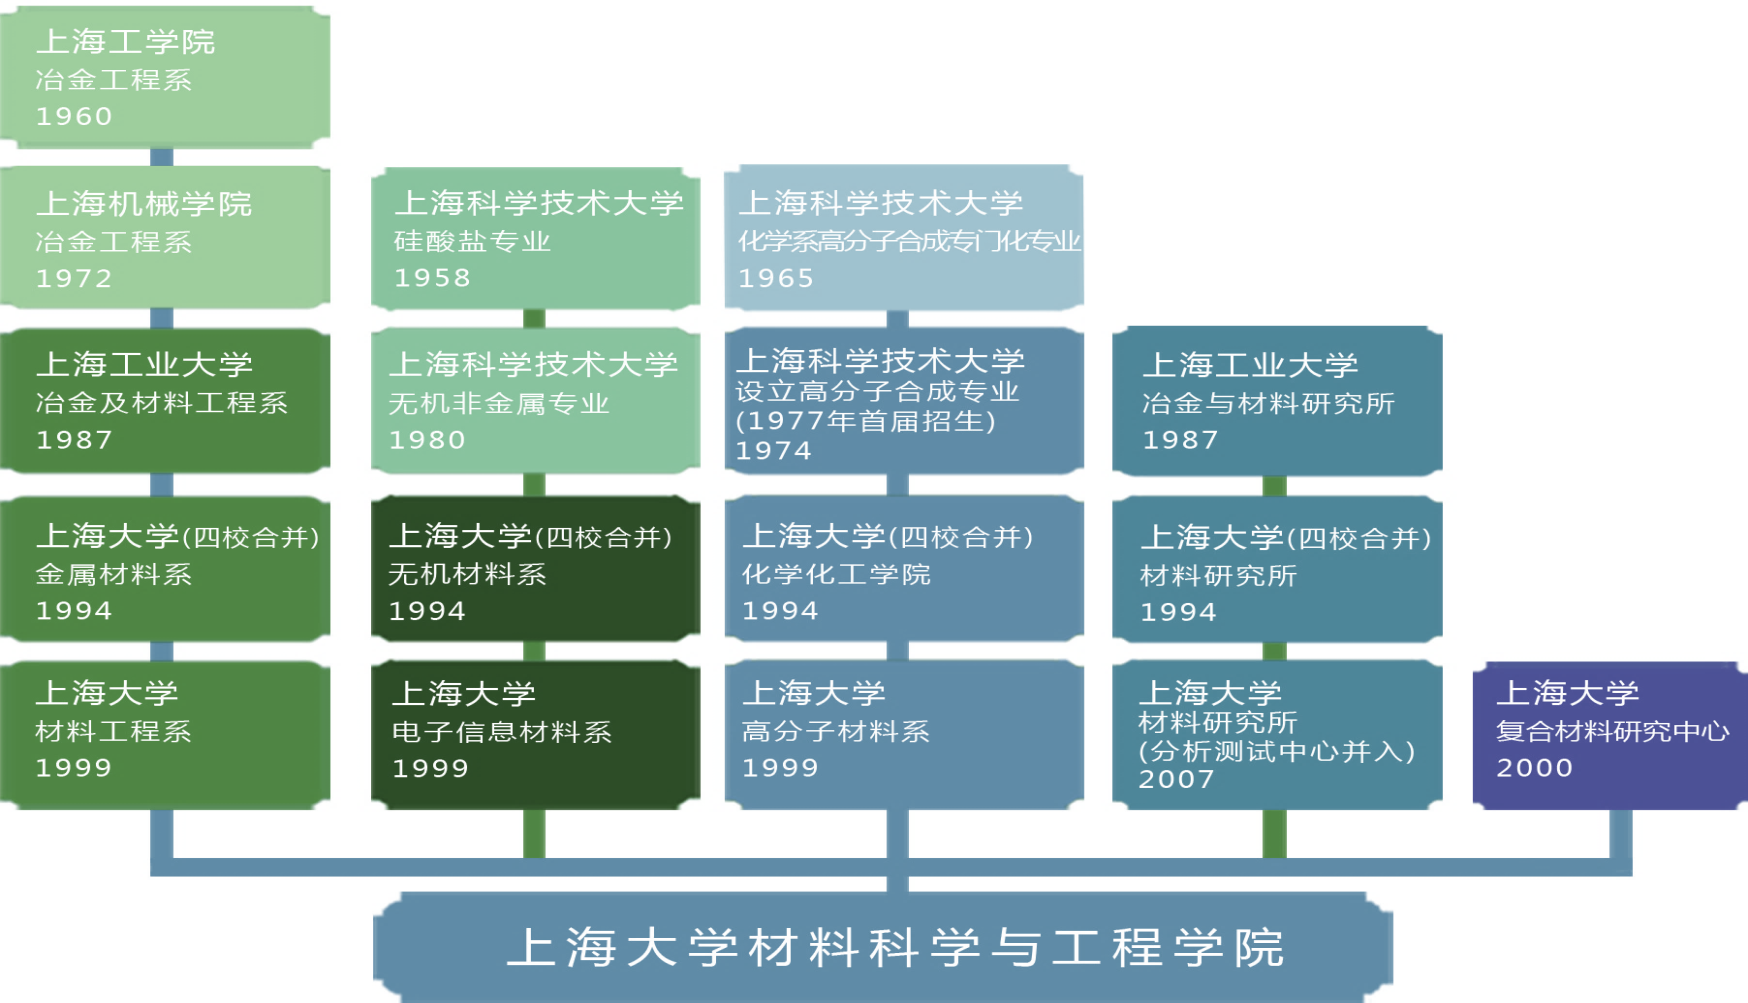 上海工学院
冶金工程系
1960
上海机械学院
冶金工程系
1972
上海工业大学
冶金及材料工程系
1987
上海大学(四校合并)
金属材料系
1994
上海大学
材料工程系
1999
上海科学技术大学
硅酸盐专业
1958
上海科学技术大学
无机非金属专业
1980
上海大学(四校合并)
无机材料系
1994
上海大学
电子信息材料系
1999
上海科学技术大学
化学系高分子合成专门化专业
1965
上海科学技术大学
设立高分子合成专业
(1977年首届招生)
1974
上海大学(四校合并)
化学化工学院
1994
上海大学
高分子材料系
1999
上海工业大学
冶金与材料研究所
1987
上海大学(四校合并)
材料研究所
1994
上海大学
材料研究所
(分析测试中心并入)
2007
上海大学
复合材料研究中心
2000
上海大学材料科学与工程学院